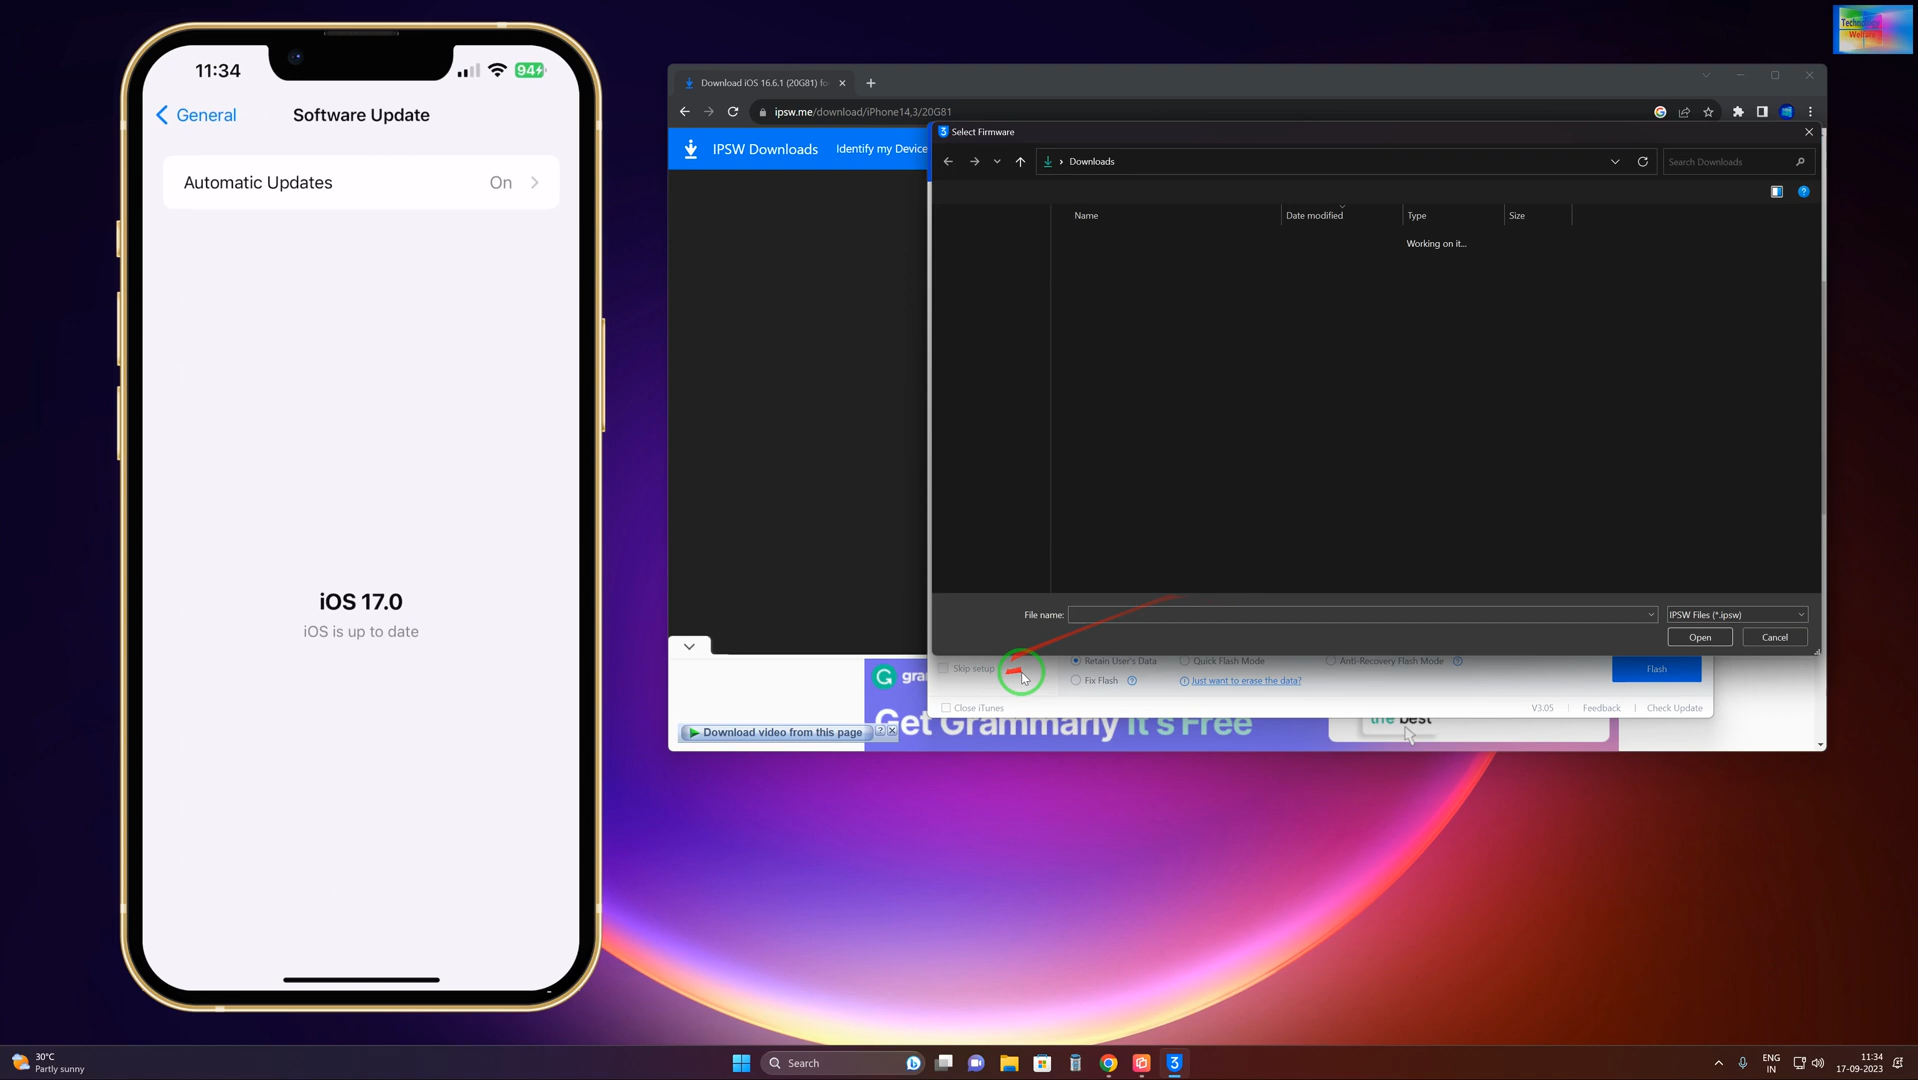 11:34
94
General
Software Update
Automatic Updates
On
iOS 17.0
iOS is up to date
Technology
Welfare
Download iOS 16.6.1 (20G81) fo
ipsw.me/download/iPhone14,3/20G81
IPSW Downloads
Identify my Device
Select Firmware
Downloads
Search Downloads
Name
Date modified
Type
Size
Working on it...
File name:
IPSW Files (*.ipsw)
Open
Cancel
Skip setup
Retain User's Data
Quick Flash Mode
Anti-Recovery Flash Mode
Flash
Fix Flash
Just want to erase the data?
Close iTunes
V3.05
Feedback
Check Update
gra
Get Grammarly It's Free
the best
Download video from this page
30°C
Partly sunny
Search
ENG
IN
11:34
17-09-2023